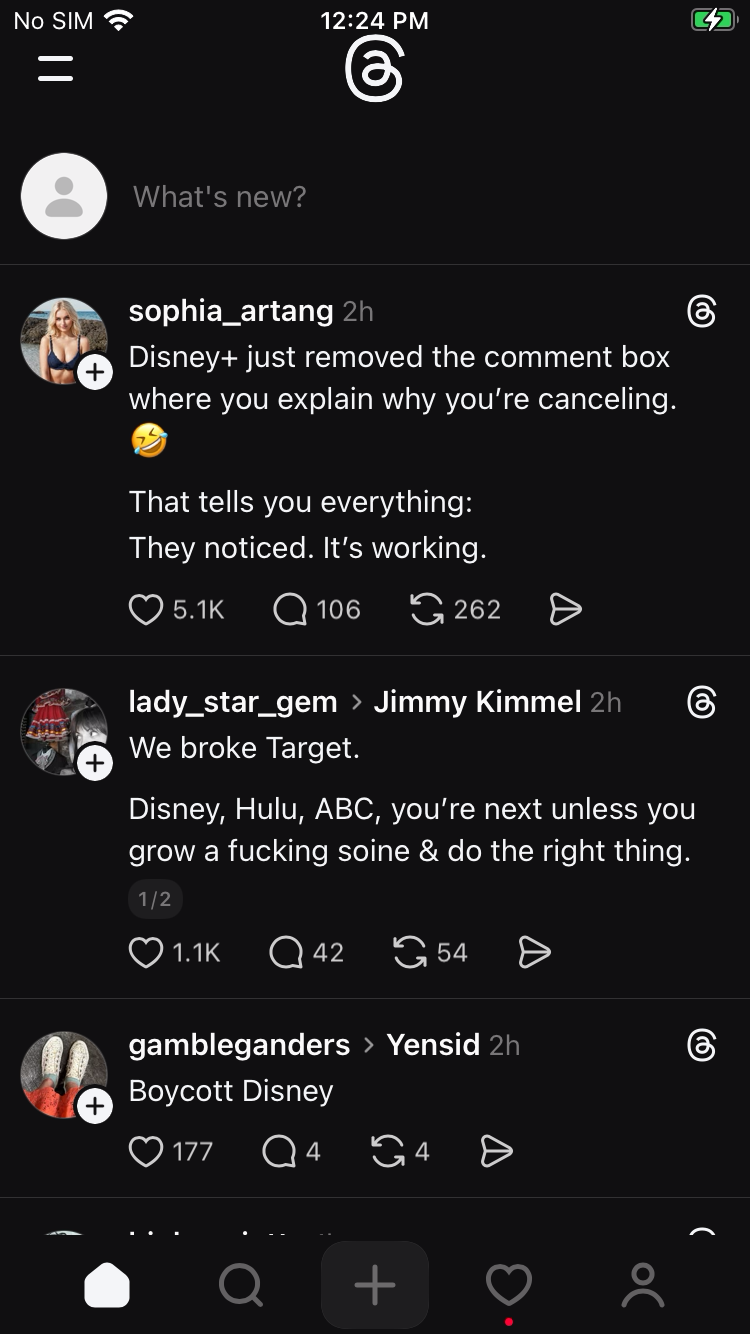 No SIM 12:24 PM
What's new?
sophia_artang 2h
Disney+ just removed the comment box
where you explain why you’re canceling.
🤣
That tells you everything:
They noticed. It’s working.
5.1K 106 262
lady_star_gem > Jimmy Kimmel 2h
We broke Target.
Disney, Hulu, ABC, you’re next unless you
grow a fucking soine & do the right thing.
1/2
1.1K 42 54
gambleganders > Yensid 2h
Boycott Disney
177 4 4